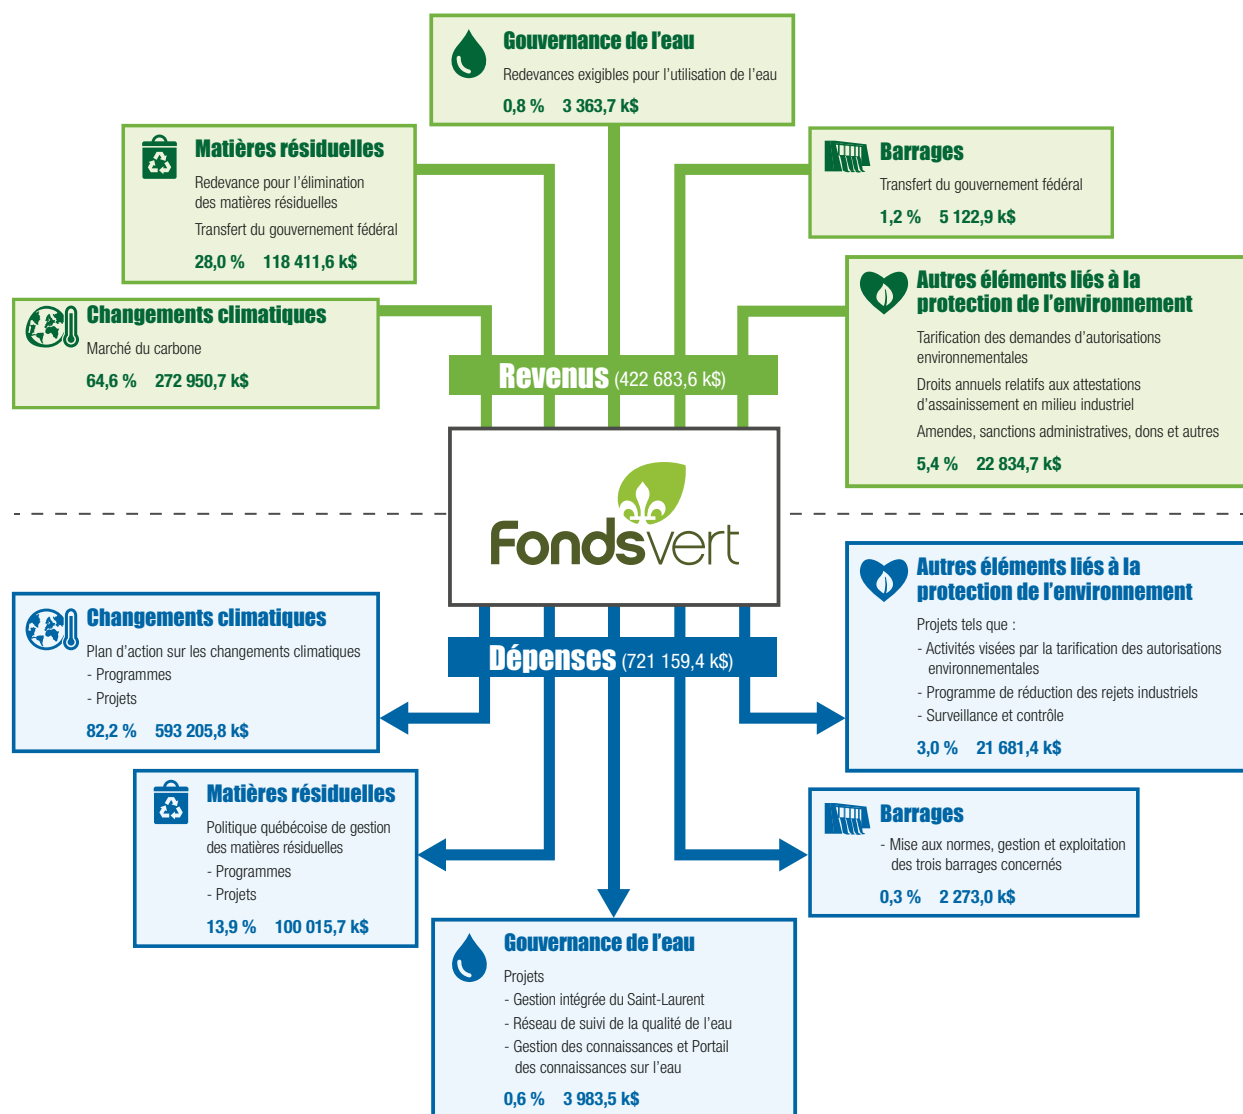 Gouvernance de l'eau
Redevances exigibles pour l'utilisation de l'eau
0,8 % 3 363,7 k$
Matières résiduelles
Redevance pour l'élimination
des matières résiduelles
Transfert du gouvernement fédéral
28,0 % 118 411,6 k$
Barrages
Transfert du gouvernement fédéral
1,2 % 5 122,9 k$
Changements climatiques
Marché du carbone
64,6 % 272 950,7 k$
Autres éléments liés à la
protection de l'environnement
Tarification des demandes d'autorisations
environnementales
Droits annuels relatifs aux attestations
d'assainissement en milieu industriel
Amendes, sanctions administratives, dons et autres
5,4 % 22 834,7 k$
Revenus (422 683,6 k$)
Fondsvert
Dépenses (721 159,4 k$)
Changements climatiques
Plan d'action sur les changements climatiques
- Programmes
- Projets
82,2 % 593 205,8 k$
Autres éléments liés à la
protection de l'environnement
Projets tels que :
- Activités visées par la tarification des autorisations
environnementales
- Programme de réduction des rejets industriels
- Surveillance et contrôle
3,0 % 21 681,4 k$
Matières résiduelles
Politique québécoise de gestion
des matières résiduelles
- Programmes
- Projets
13,9 % 100 015,7 k$
Barrages
- Mise aux normes, gestion et exploitation
des trois barrages concernés
0,3 % 2 273,0 k$
Gouvernance de l'eau
Projets
- Gestion intégrée du Saint-Laurent
- Réseau de suivi de la qualité de l'eau
- Gestion des connaissances et Portail
des connaissances sur l'eau
0,6 % 3 983,5 k$